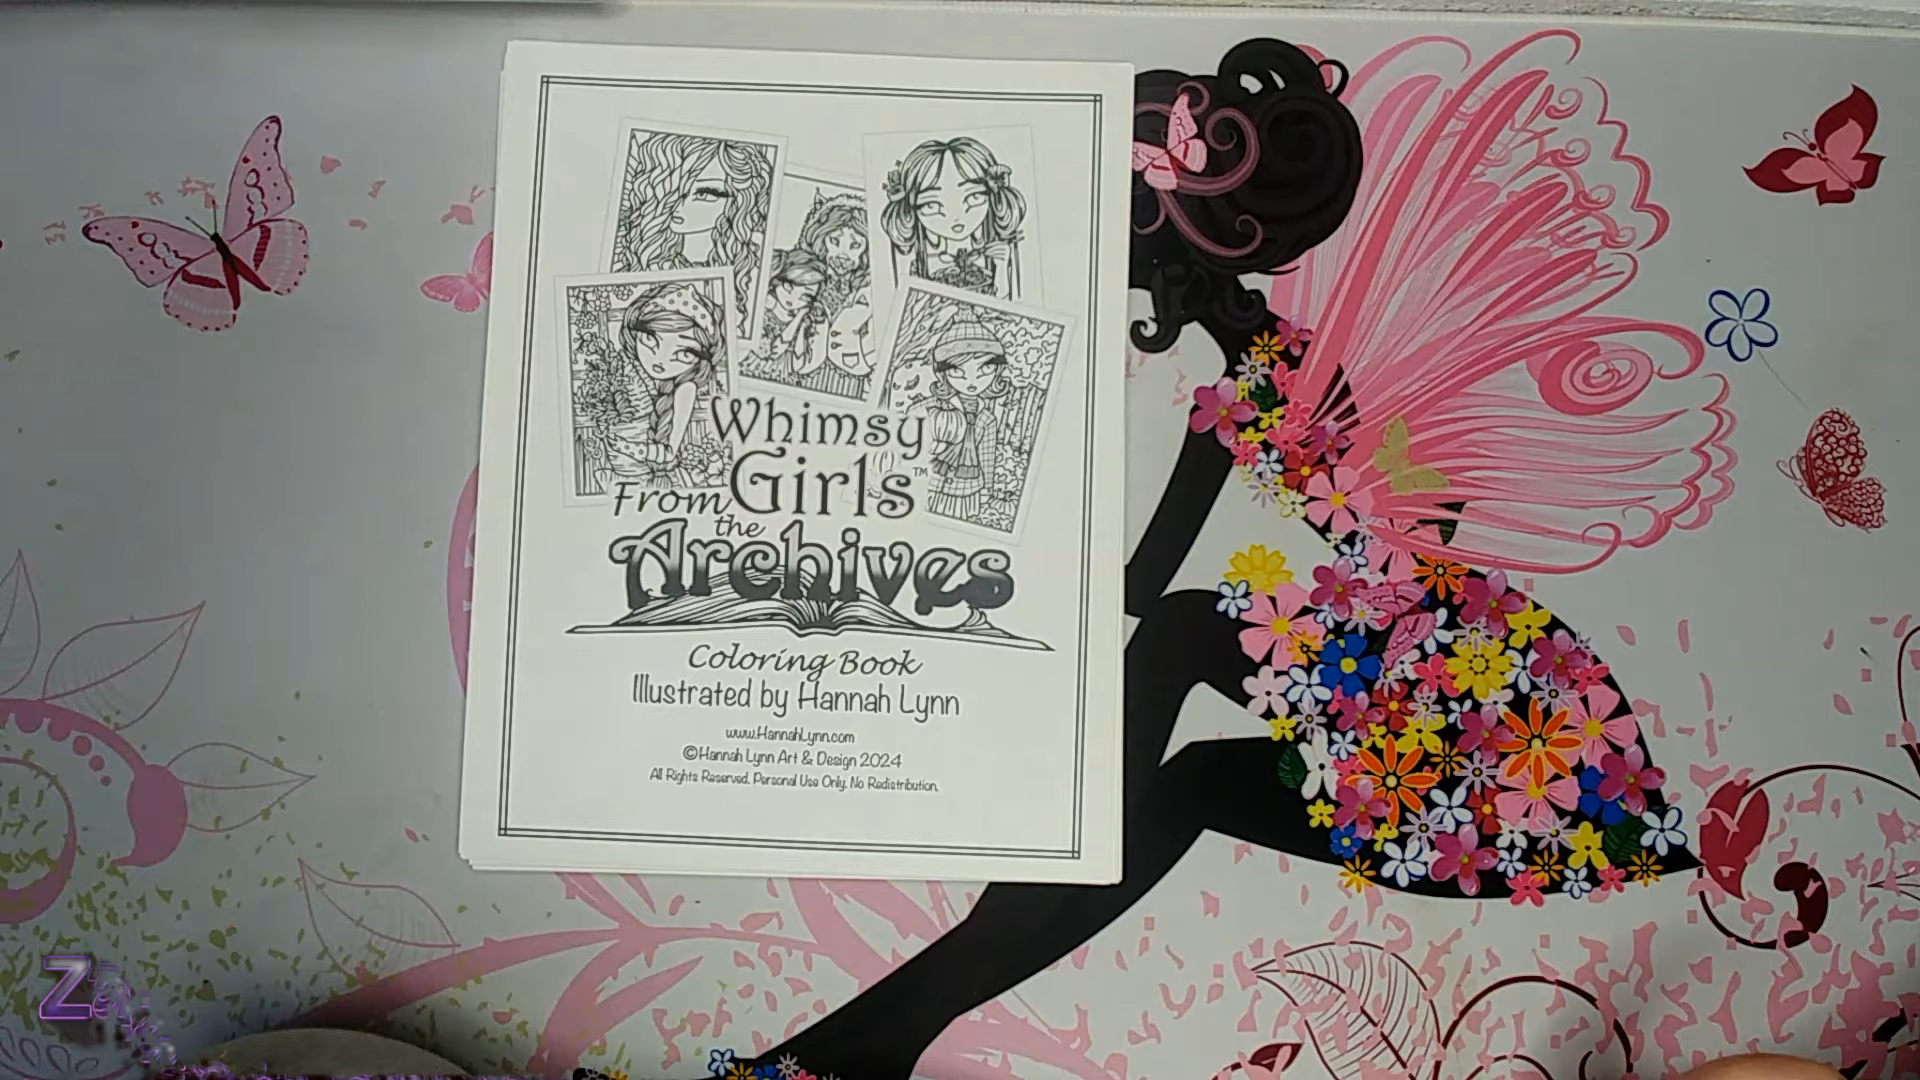 Whimsy
Girls™
From
the
Archives
Coloring Book
Illustrated by Hannah Lynn
www.HannahLynn.com
©Hannah Lynn Art & Design 2024
All Rights Reserved. Personal Use Only. No Redistribution.